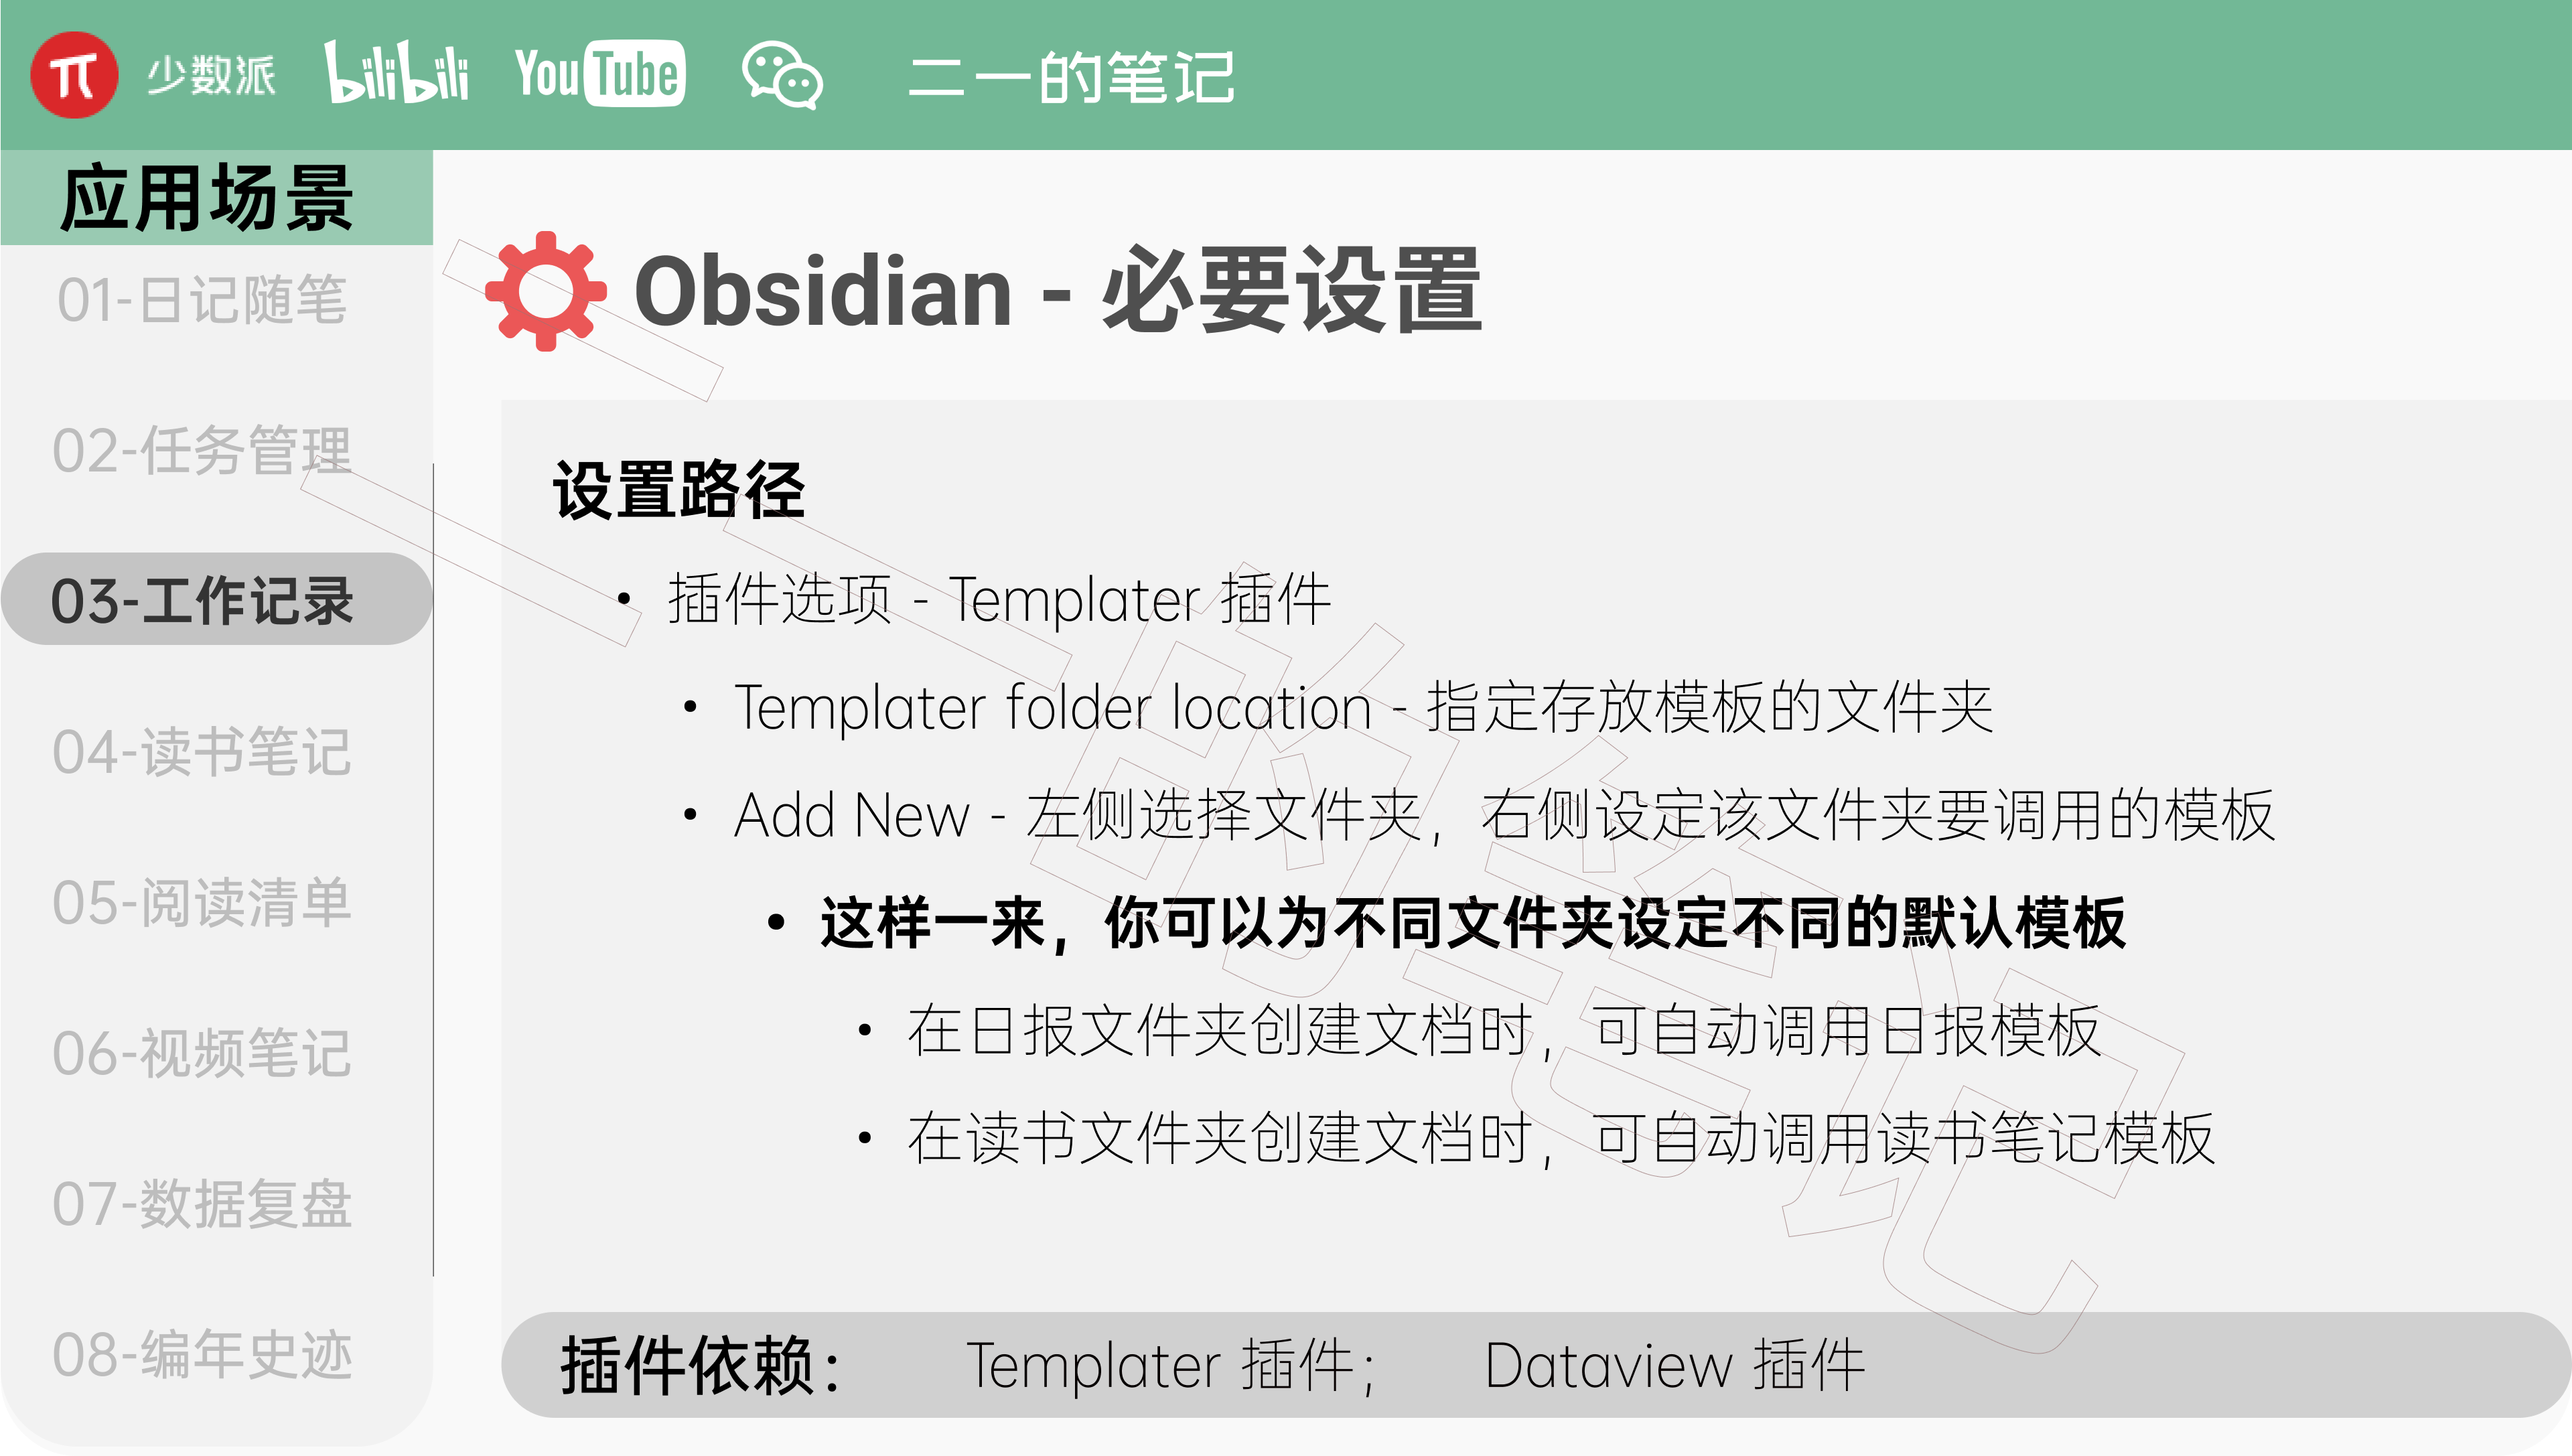 少数派 bilibili YouTube 二一的笔记
应用场景
01-日记随笔
02-任务管理
03-工作记录
04-读书笔记
05-阅读清单
06-视频笔记
07-数据复盘
08-编年史迹
Obsidian - 必要设置
设置路径
• 插件选项 - Templater 插件
• Templater folder location - 指定存放模板的文件夹
• Add New - 左侧选择文件夹，右侧设定该文件夹要调用的模板
• 这样一来，你可以为不同文件夹设定不同的默认模板
• 在日报文件夹创建文档时，可自动调用日报模板
• 在读书文件夹创建文档时，可自动调用读书笔记模板
插件依赖： Templater 插件； Dataview 插件
二一的笔记